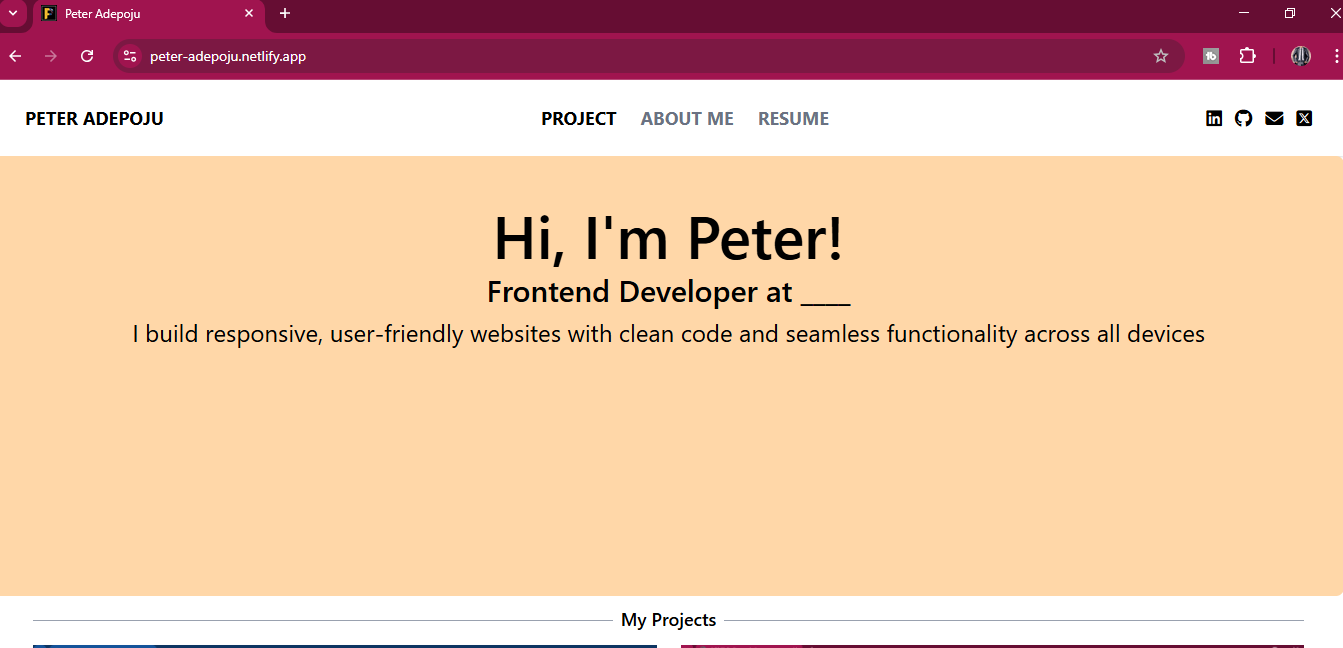 Peter Adepoju
peter-adepoju.netlify.app
PETER ADEPOJU
PROJECT ABOUT ME RESUME
Hi, I'm Peter!
Frontend Developer at ____
I build responsive, user-friendly websites with clean code and seamless functionality across all devices
My Projects